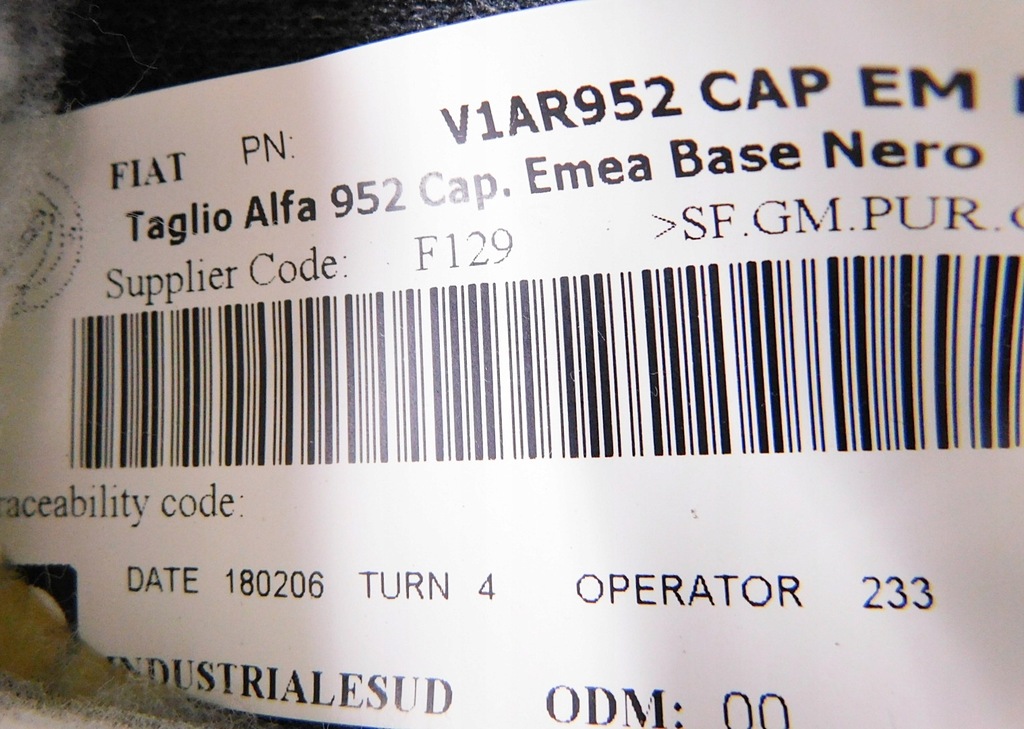 FIAT PN: V1AR952 CAP EM
Taglio Alfa 952 Cap. Emea Base Nero
Supplier Code: F129 >SF.GM.PUR.
raceability code:
DATE 180206 TURN 4 OPERATOR 233
INDUSTRIALESUD ODM: 00